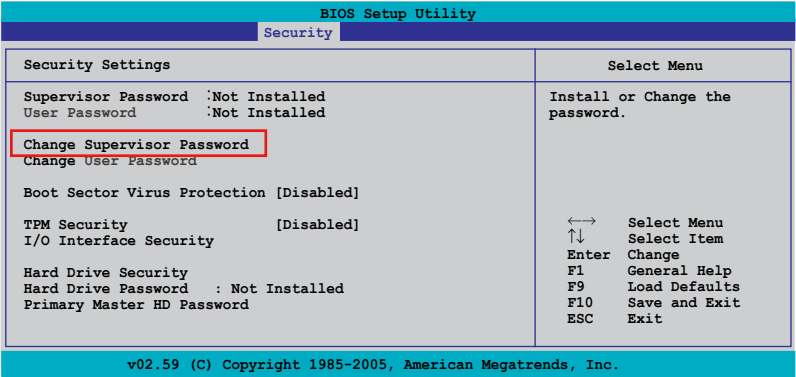 BIOS Setup Utility
Security
Security Settings
Supervisor Password :Not Installed
User Password :Not Installed
Change Supervisor Password
Change User Password
Boot Sector Virus Protection [Disabled]
TPM Security [Disabled]
I/O Interface Security
Hard Drive Security
Hard Drive Password : Not Installed
Primary Master HD Password
Select Menu
Install or Change the
password.
←→ Select Menu
↑↓ Select Item
Enter Change
F1 General Help
F9 Load Defaults
F10 Save and Exit
ESC Exit
v02.59 (C) Copyright 1985-2005, American Megatrends, Inc.